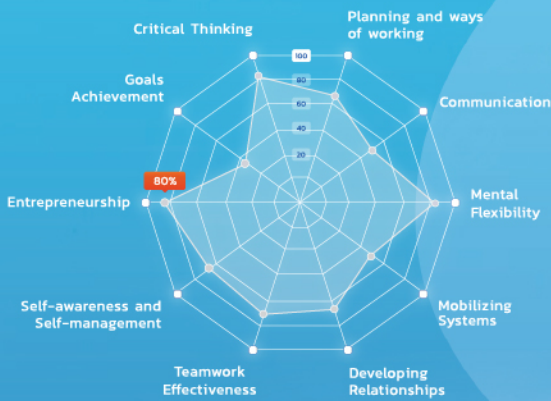 Planning and ways
of working
Critical Thinking
100
Goals
Achievement
80
Communication
60
40
20
80%
Entrepreneurship
Mental
Flexibility
Self-awareness and
Self-management
Mobilizing
Systems
Teamwork
Effectiveness
Developing
Relationships